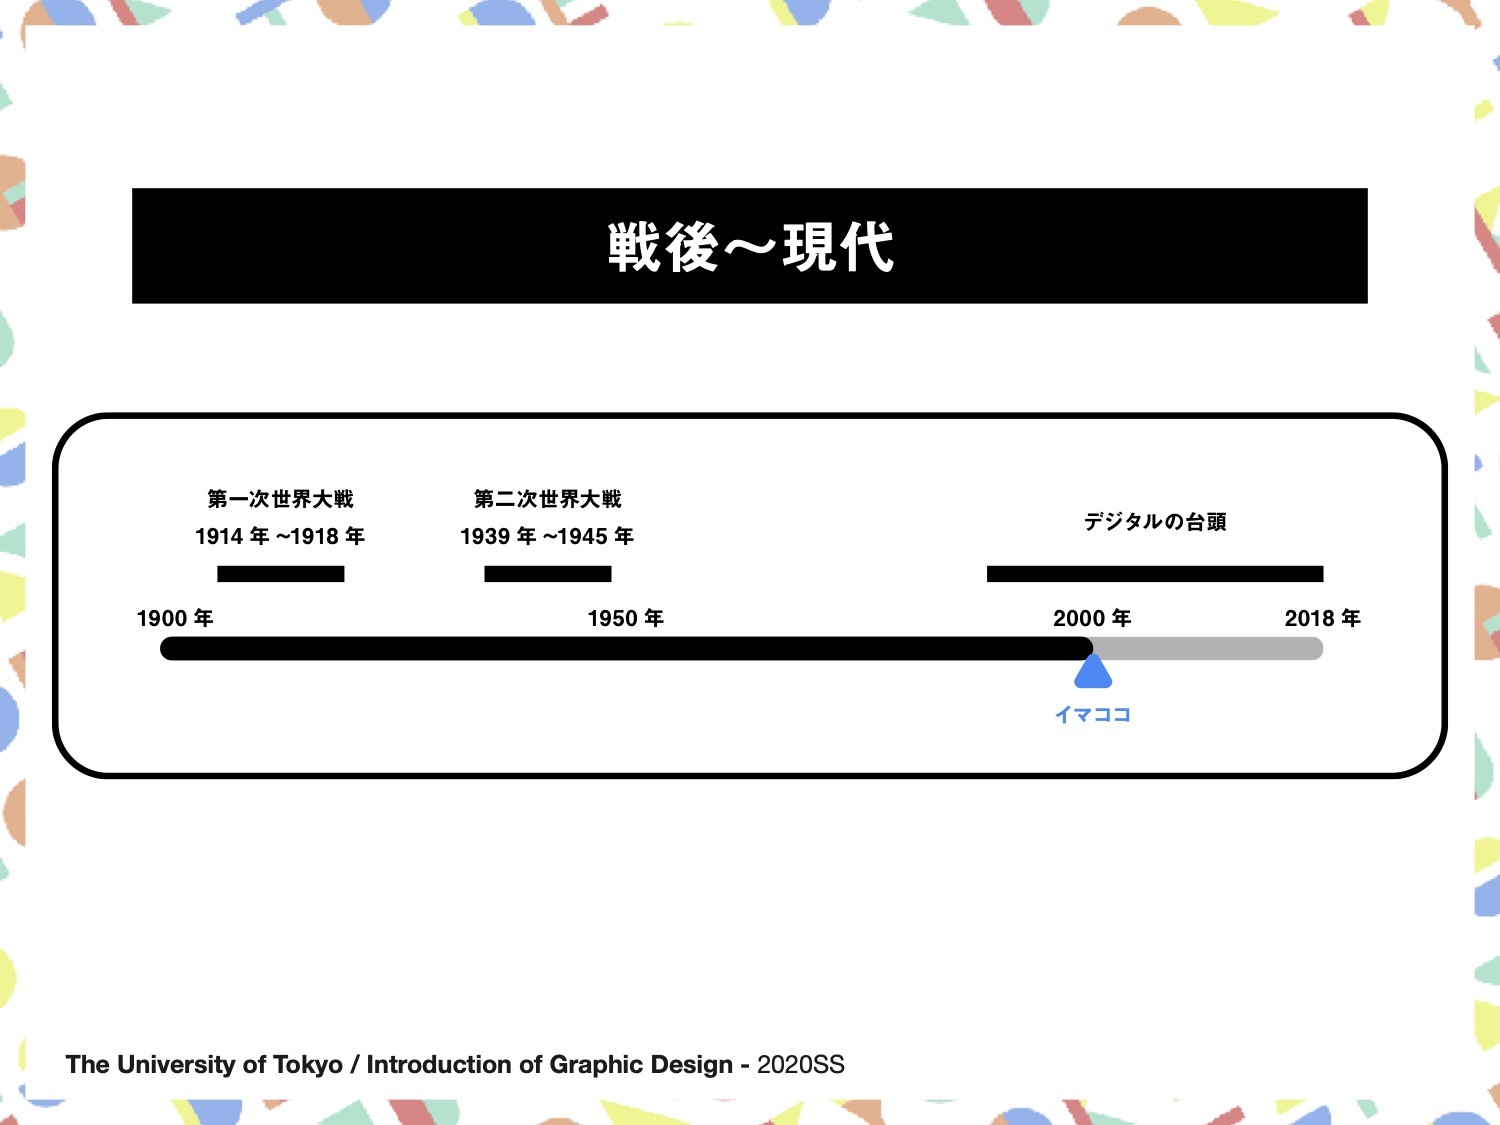 戦後〜現代
第一次世界大戦
1914 年 ~1918 年
第二次世界大戦
1939 年 ~1945 年
デジタルの台頭
1900 年
1950 年
2000 年
2018 年
イマココ
The University of Tokyo / Introduction of Graphic Design - 2020SS